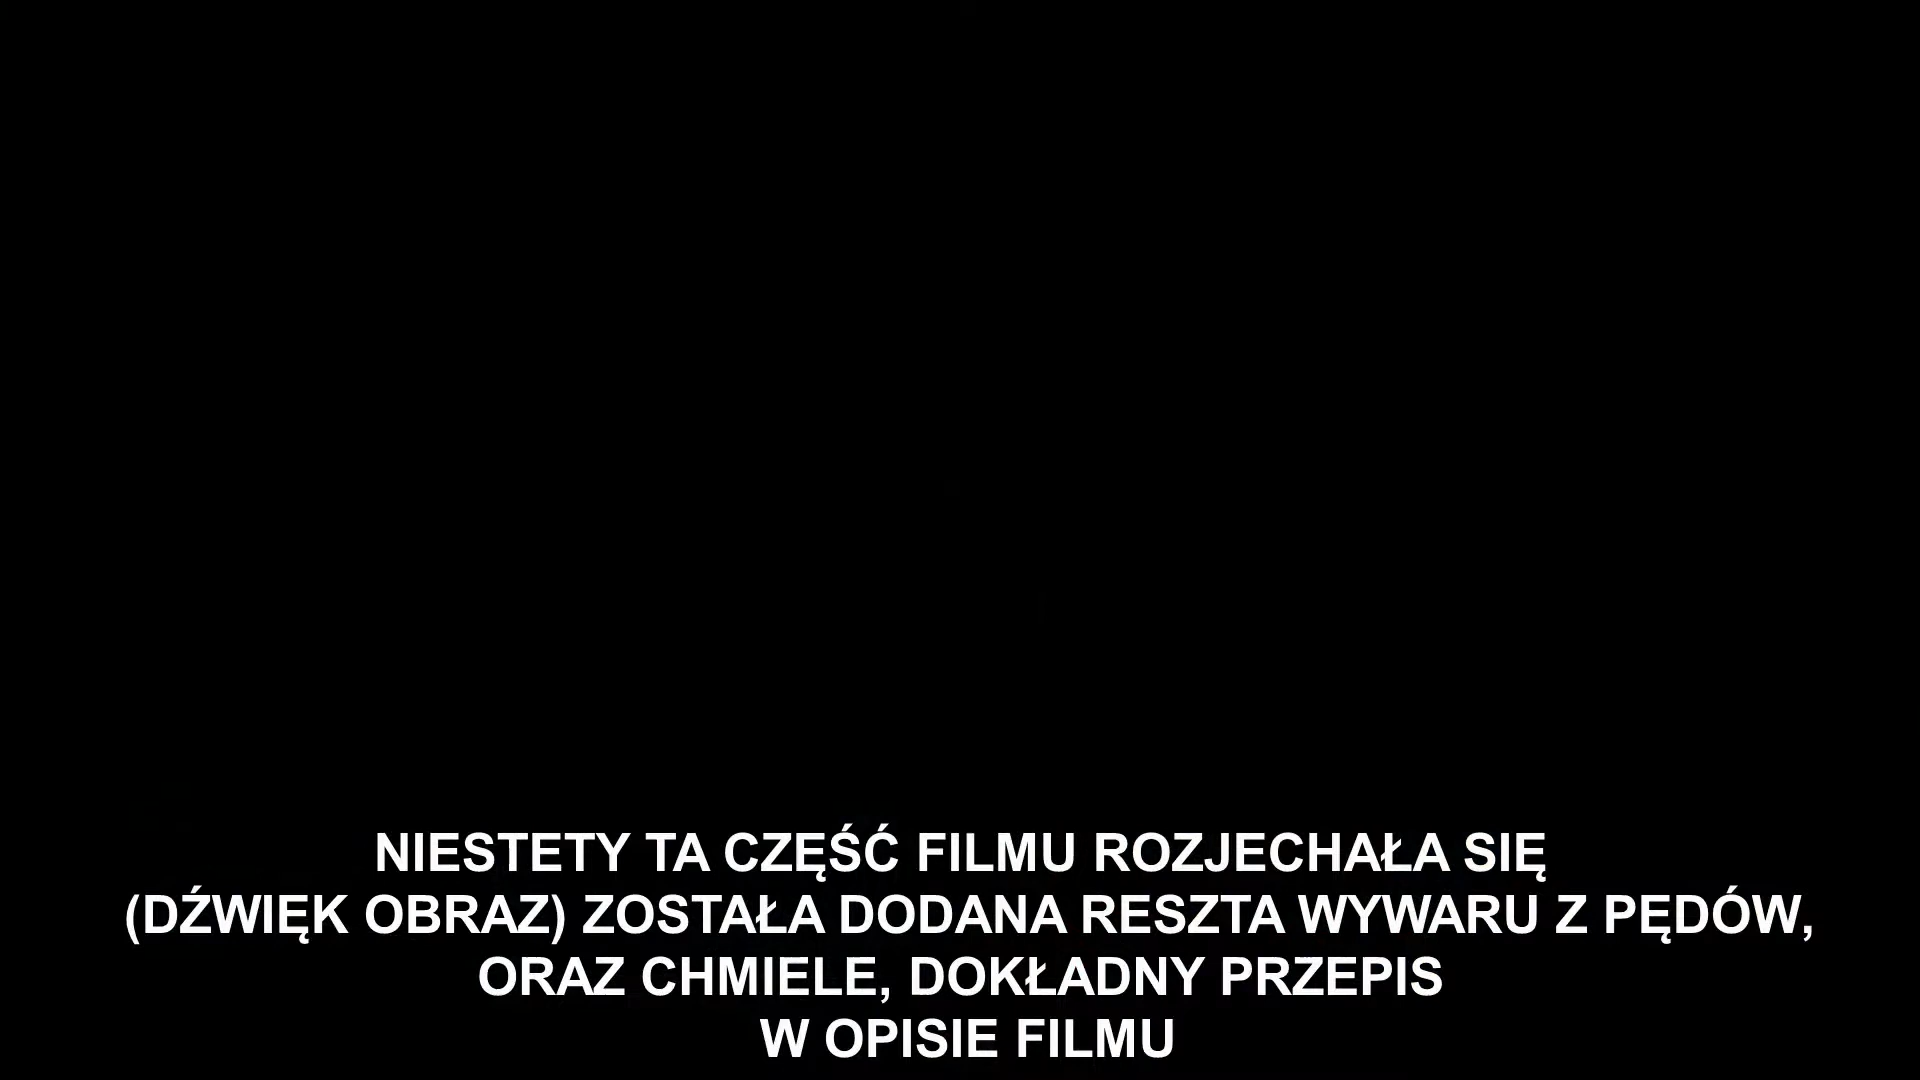 NIESTETY TA CZĘŚĆ FILMU ROZJECHAŁA SIĘ
(DŹWIĘK OBRAZ) ZOSTAŁA DODANA RESZTA WYWARU Z PĘDÓW,
ORAZ CHMIELE, DOKŁADNY PRZEPIS
W OPISIE FILMU